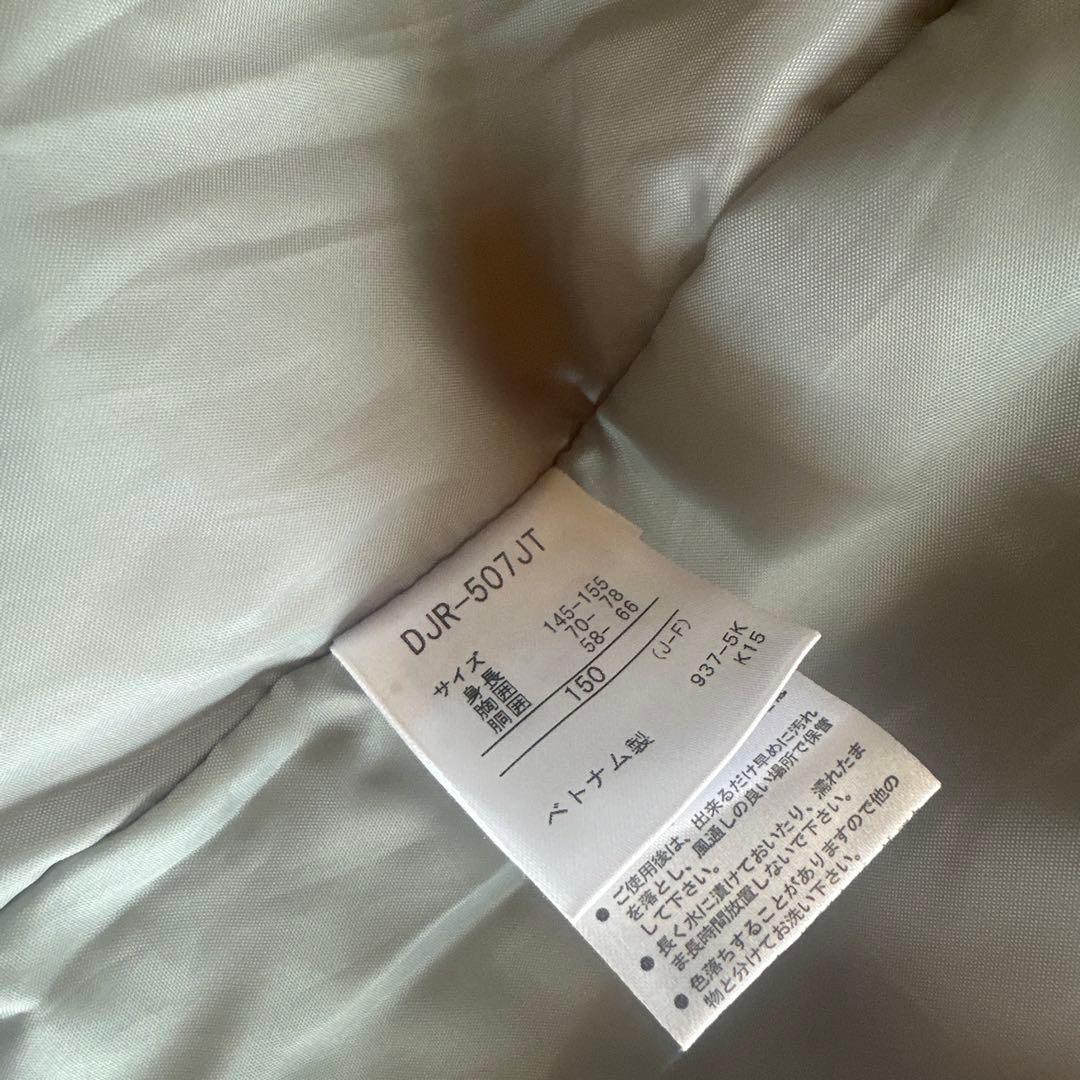 DJR-507JT
サイズ
身長 145-155
胸囲 70- 78
胴囲 58- 66
150
(J-F)
ベトナム製
937-5K
K15
● ご使用後は、出来るだけ早めに汚れ
を落とし、風通しの良い場所で保管
して下さい。
● 長く水に漬けておいたり、濡れたま
ま長時間放置しないで下さい。
● 色落ちすることがありますので他の
物と分けてお洗い下さい。